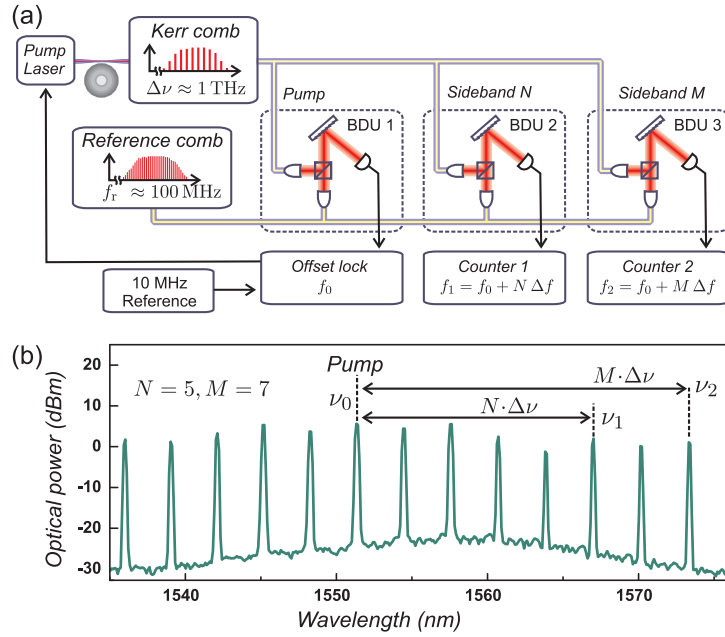 (a)
Pump
Laser
Kerr comb
Δν ≈ 1 THz
Reference comb
f_r ≈ 100 MHz
Pump
BDU 1
Sideband N
BDU 2
Sideband M
BDU 3
10 MHz
Reference
Offset lock
f_0
Counter 1
f_1 = f_0 + N Δf
Counter 2
f_2 = f_0 + M Δf
(b)
N = 5, M = 7
Pump
ν_0
M·Δν
ν_2
N·Δν
ν_1
Optical power (dBm)
20
10
0
-10
-20
-30
1540
1550
1560
1570
Wavelength (nm)